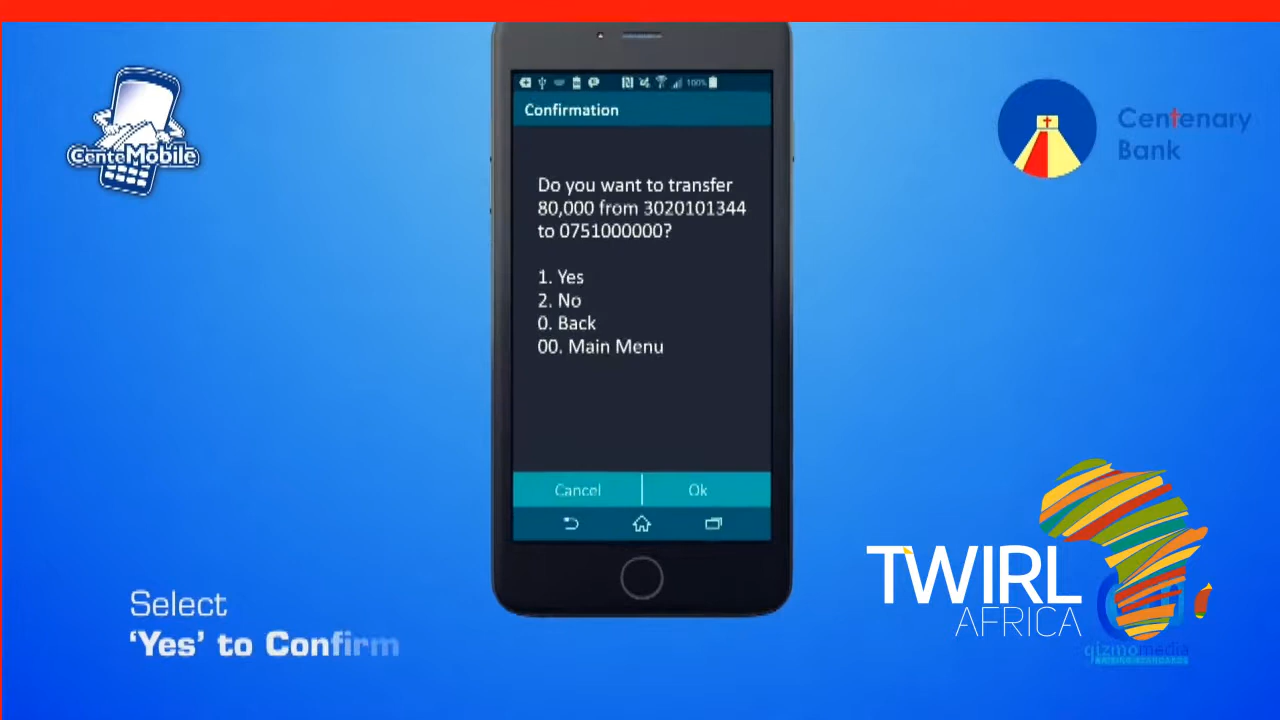 CenteMobile
Centenary
Bank
100%
Confirmation
Do you want to transfer
80,000 from 3020101344
to 0751000000?
1. Yes
2. No
0. Back
00. Main Menu
Cancel
Ok
Select
‘Yes’ to Confirm
TWIRL
AFRICA
gizmomedia